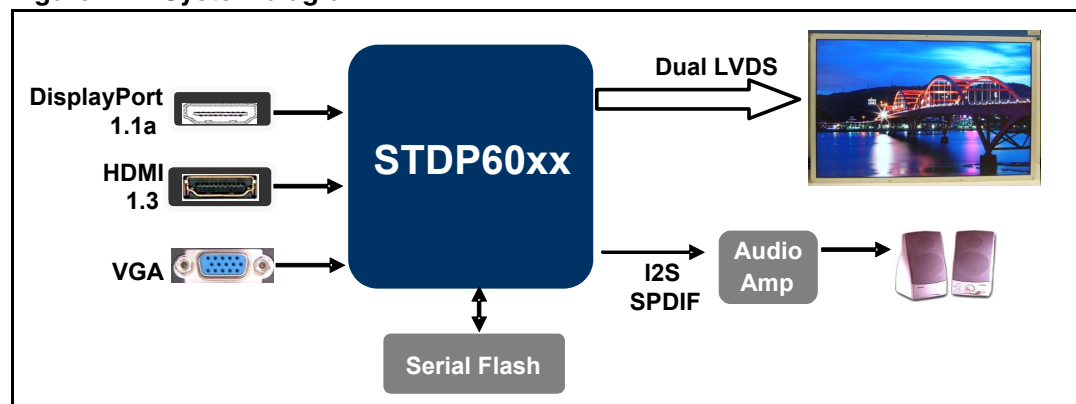 DisplayPort
1.1a
HDMI
1.3
VGA
STDP60xx
Dual LVDS
I2S
SPDIF
Audio
Amp
Serial Flash